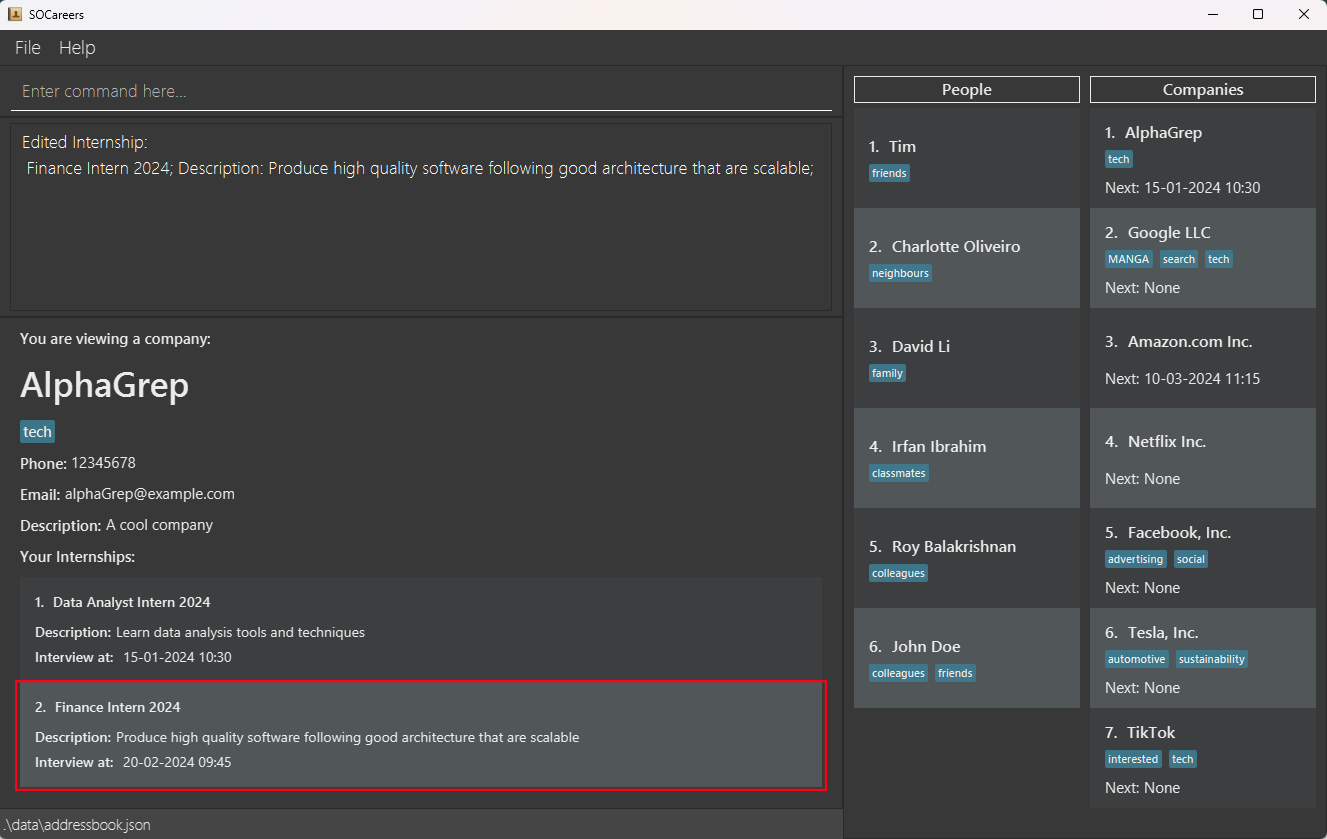 SOCareers
File Help
Enter command here...
Edited Internship:
Finance Intern 2024; Description: Produce high quality software following good architecture that are scalable;
You are viewing a company:
AlphaGrep
tech
Phone: 12345678
Email: alphaGrep@example.com
Description: A cool company
Your Internships:
1. Data Analyst Intern 2024
Description: Learn data analysis tools and techniques
Interview at: 15-01-2024 10:30
2. Finance Intern 2024
Description: Produce high quality software following good architecture that are scalable
Interview at: 20-02-2024 09:45
.\data\addressbook.json
People
1. Tim
friends
2. Charlotte Oliveiro
neighbours
3. David Li
family
4. Irfan Ibrahim
classmates
5. Roy Balakrishnan
colleagues
6. John Doe
colleagues friends
Companies
1. AlphaGrep
tech
Next: 15-01-2024 10:30
2. Google LLC
MANGA search tech
Next: None
3. Amazon.com Inc.
Next: 10-03-2024 11:15
4. Netflix Inc.
Next: None
5. Facebook, Inc.
advertising social
Next: None
6. Tesla, Inc.
automotive sustainability
Next: None
7. TikTok
interested tech
Next: None